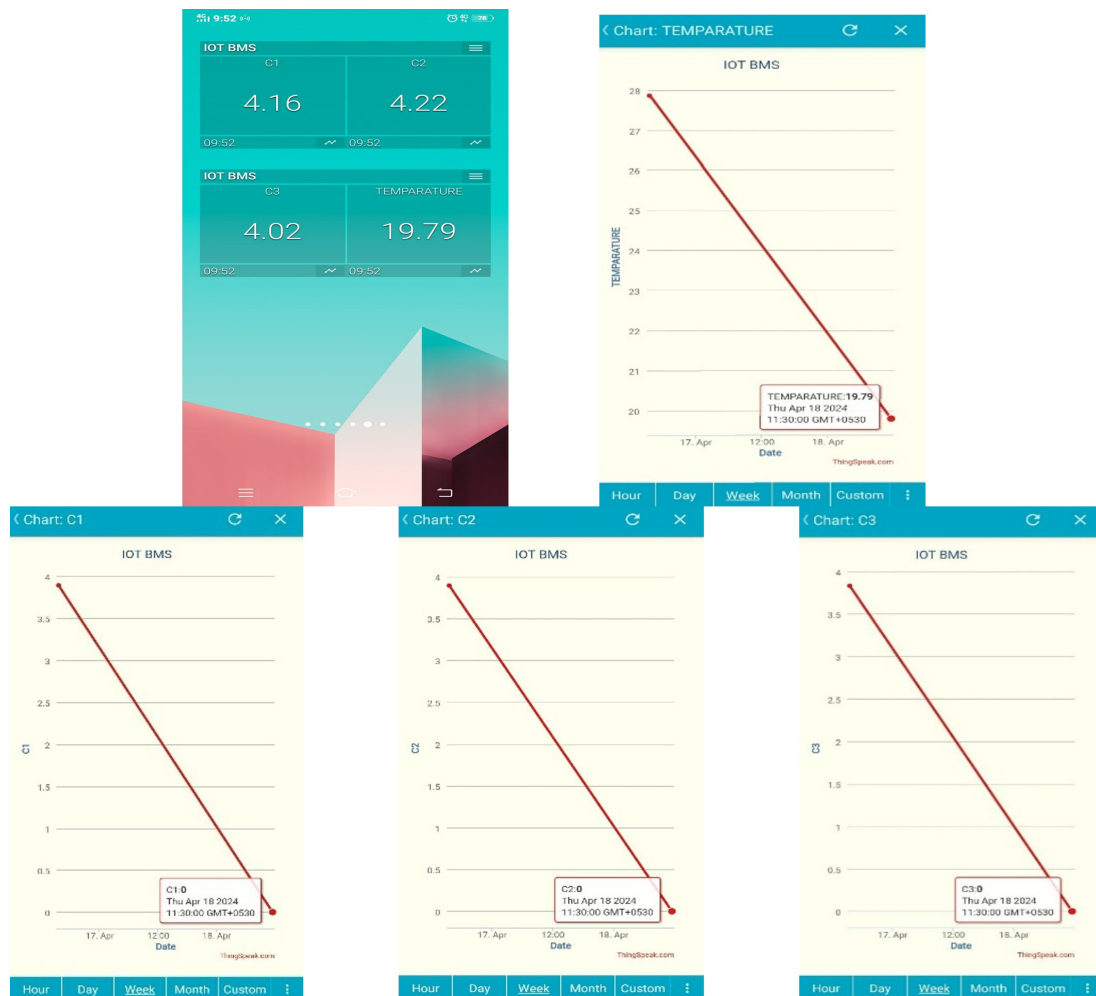 9:52
28
IOT BMS
C1 C2
4.16 4.22
09:52 09:52
IOT BMS
C3 TEMPARATURE
4.02 19.79
09:52 09:52
Chart: TEMPARATURE
IOT BMS
28
27
26
25
24
23
22
21
20
TEMPARATURE
TEMPARATURE:19.79
Thu Apr 18 2024
11:30:00 GMT+0530
17. Apr 12:00 18. Apr
Date
ThingSpeak.com
Hour Day Week Month Custom
Chart: C1
IOT BMS
4
3.5
3
2.5
2
1.5
1
0.5
0
C1
C1:0
Thu Apr 18 2024
11:30:00 GMT+0530
17. Apr 12:00 18. Apr
Date
ThingSpeak.com
Hour Day Week Month Custom
Chart: C2
IOT BMS
4
3.5
3
2.5
2
1.5
1
0.5
0
C2
C2:0
Thu Apr 18 2024
11:30:00 GMT+0530
17. Apr 12:00 18. Apr
Date
ThingSpeak.com
Hour Day Week Month Custom
Chart: C3
IOT BMS
4
3.5
3
2.5
2
1.5
1
0.5
0
C3
C3:0
Thu Apr 18 2024
11:30:00 GMT+0530
17. Apr 12:00 18. Apr
Date
ThingSpeak.com
Hour Day Week Month Custom